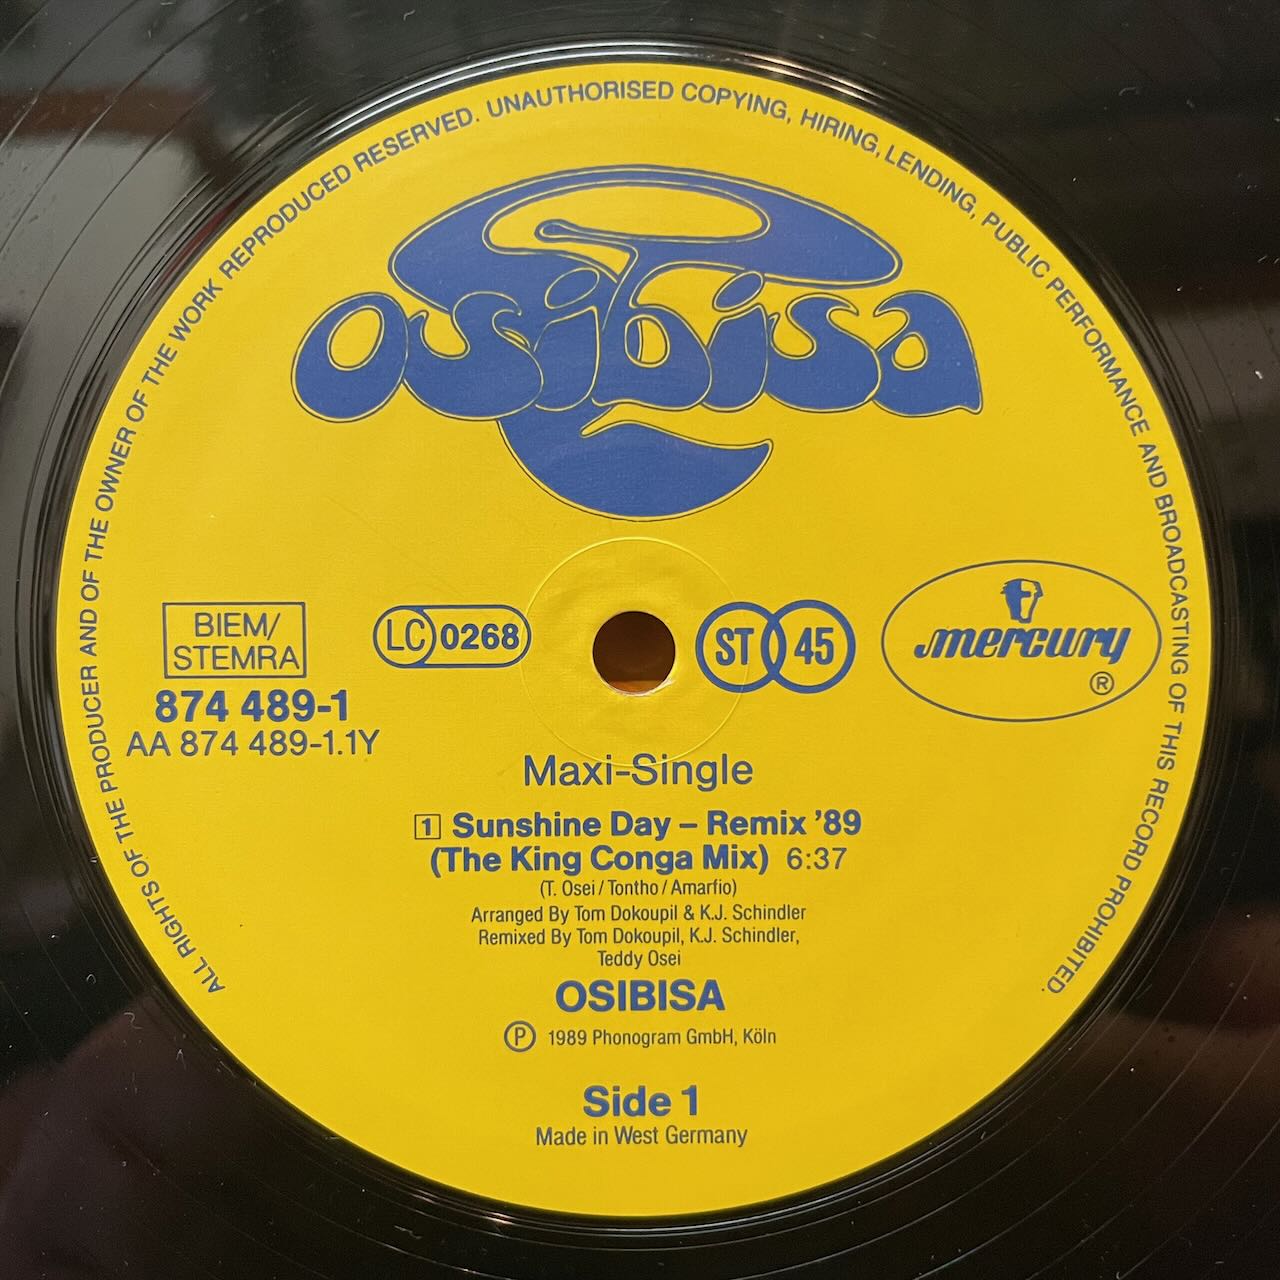 ALL RIGHTS OF THE PRODUCER AND OF THE OWNER OF THE WORK REPRODUCED RESERVED. UNAUTHORISED COPYING, HIRING, LENDING, PUBLIC PERFORMANCE AND BROADCASTING OF THIS RECORD PROHIBITED.
OSIBISA
BIEM/
STEMRA
874 489-1
AA 874 489-1.1Y
LC 0268
ST 45
mercury
®
Maxi-Single
1 Sunshine Day – Remix ’89
(The King Conga Mix) 6:37
(T. Osei / Tontho / Amarfio)
Arranged By Tom Dokoupil & K.J. Schindler
Remixed By Tom Dokoupil, K.J. Schindler,
Teddy Osei
OSIBISA
Ⓟ 1989 Phonogram GmbH, Köln
Side 1
Made in West Germany